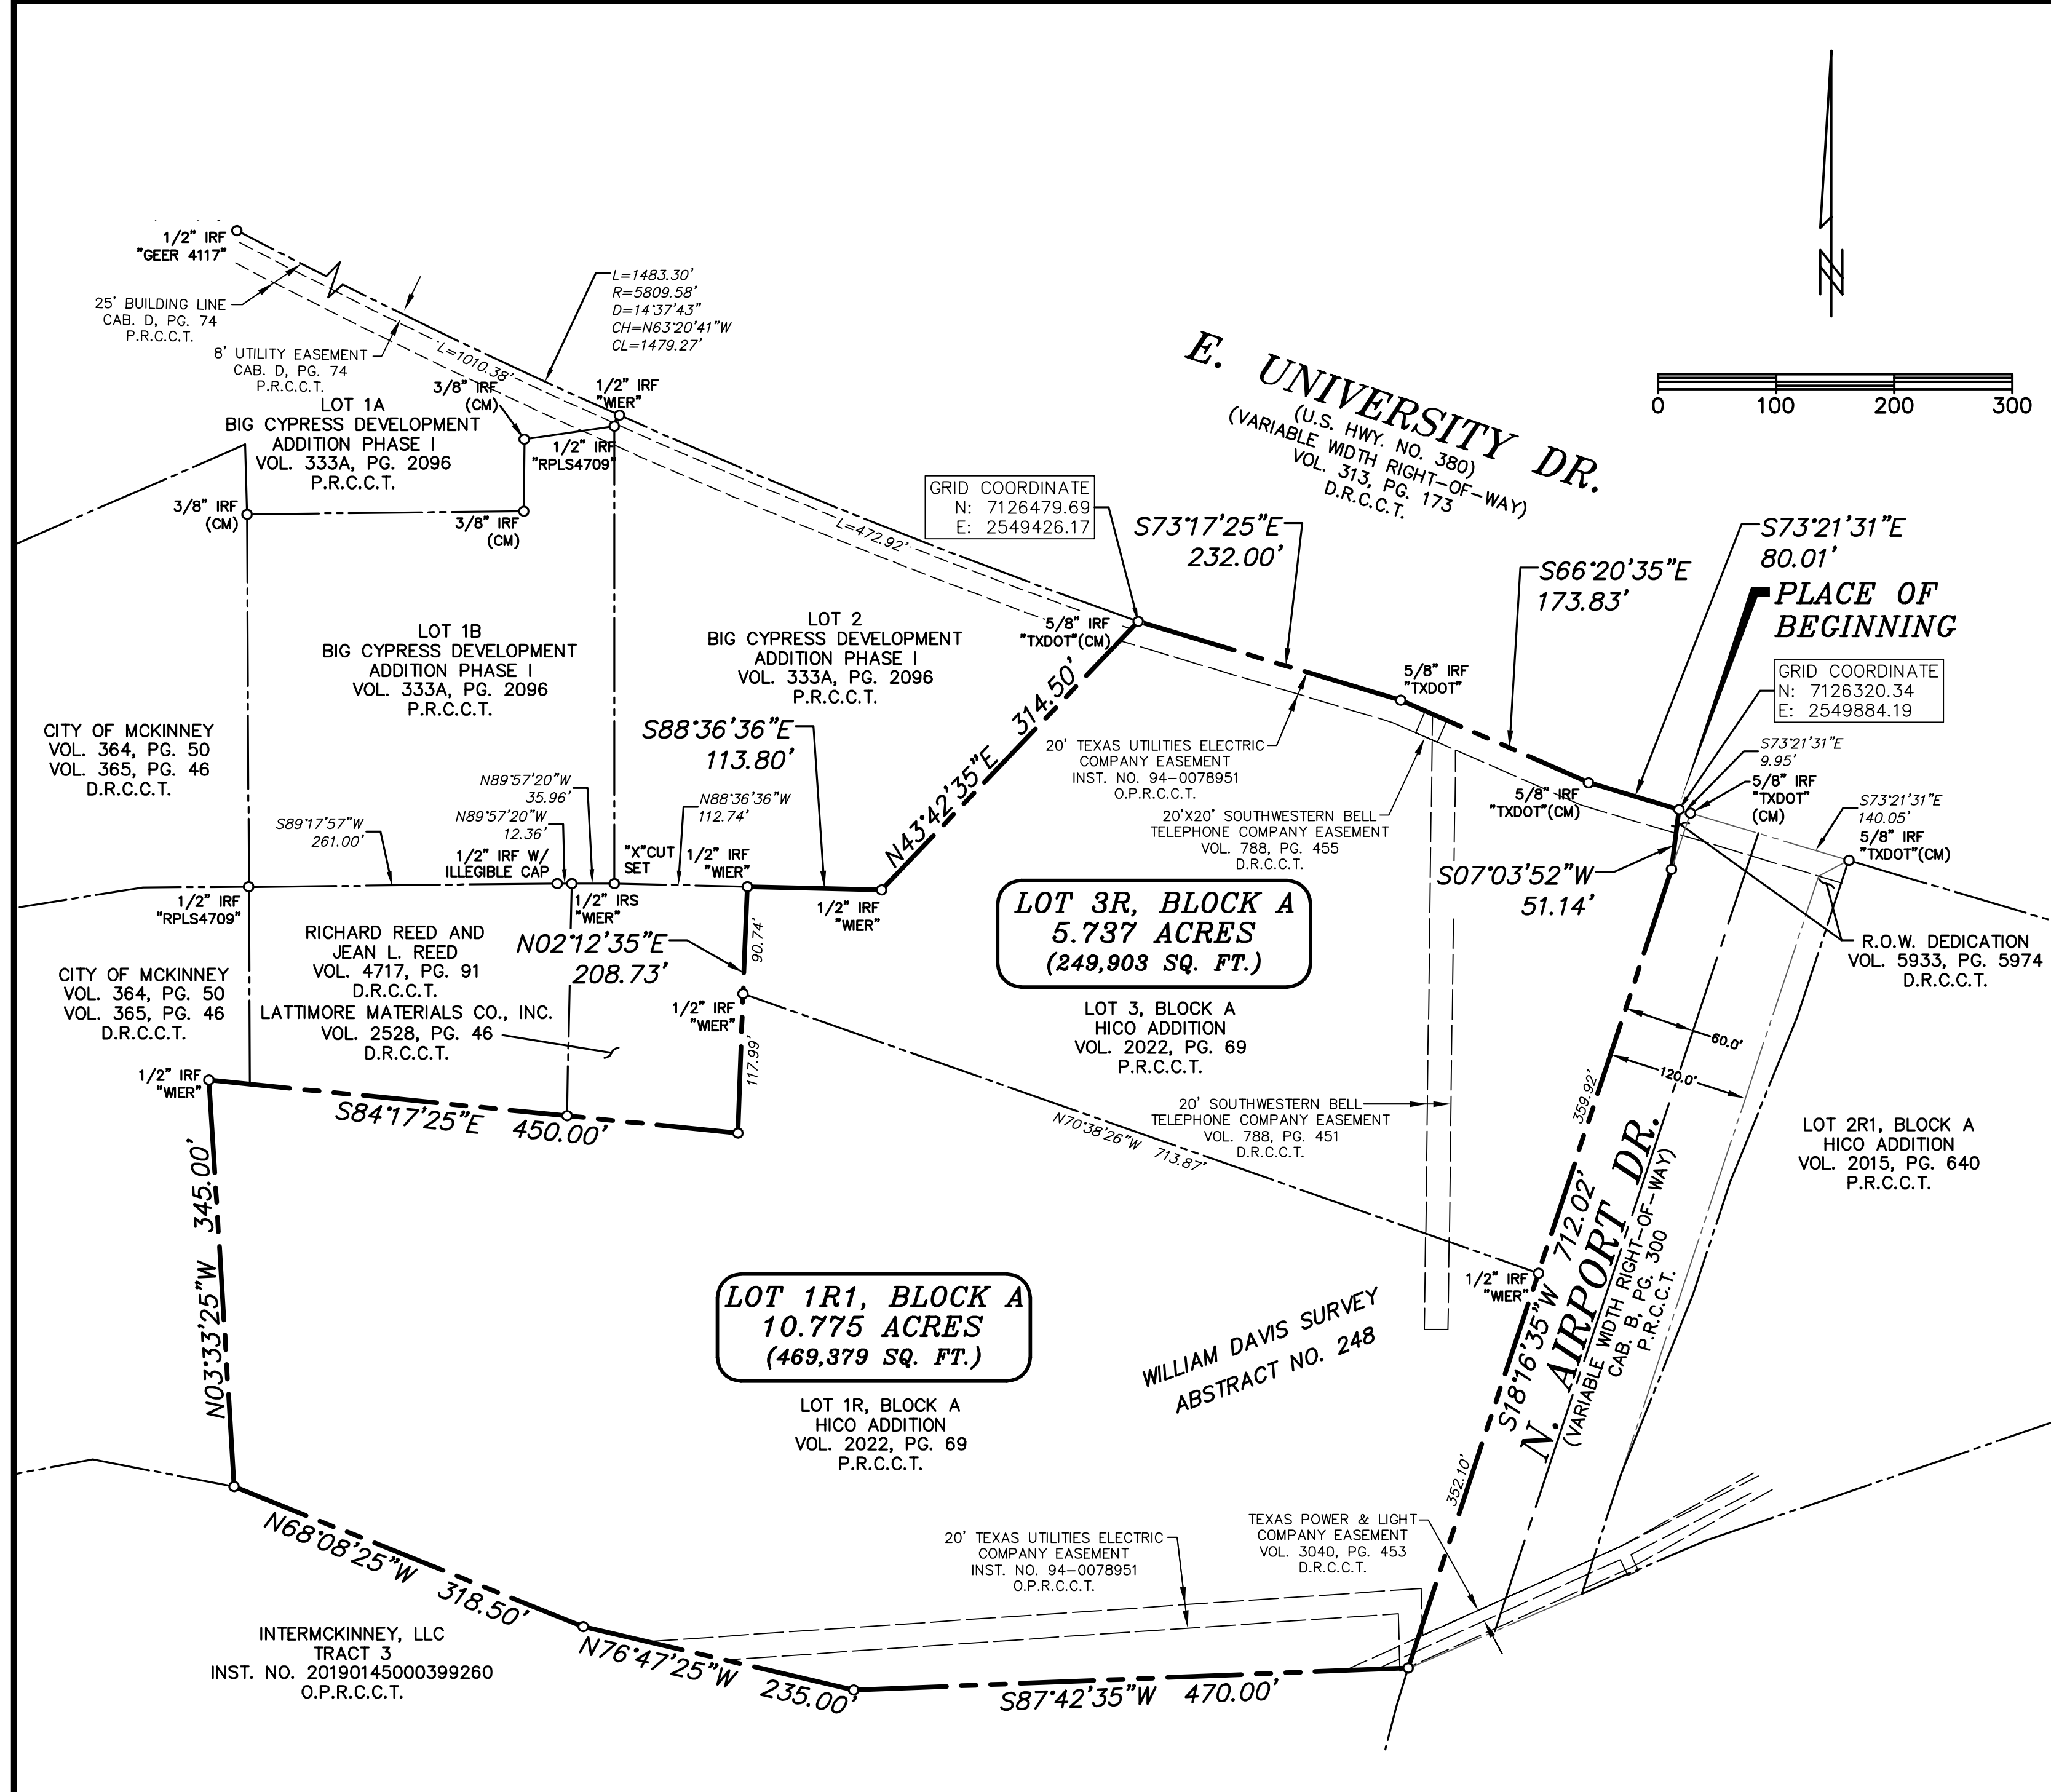 1/2" IRF
"GEER 4117"
25' BUILDING LINE
CAB. D, PG. 74
P.R.C.C.T.
8' UTILITY EASEMENT
CAB. D, PG. 74
P.R.C.C.T.
L=1483.30'
R=5809.58'
D=14°37'43"
CH=N63°20'41"W
CL=1479.27'
L=1010.38'
3/8" IRF
(CM)
1/2" IRF
"WIER"
1/2" IRF
"RPLS4709"
LOT 1A
BIG CYPRESS DEVELOPMENT
ADDITION PHASE I
VOL. 333A, PG. 2096
P.R.C.C.T.
3/8" IRF
(CM)
3/8" IRF
(CM)
L=472.92'
E. UNIVERSITY DR.
(U.S. HWY. NO. 380)
(VARIABLE WIDTH RIGHT-OF-WAY)
VOL. 313, PG. 173
D.R.C.C.T.
N
0 100 200 300
GRID COORDINATE
N: 7126479.69
E: 2549426.17
S73°17'25"E
232.00'
S66°20'35"E
173.83'
S73°21'31"E
80.01'
PLACE OF
BEGINNING
GRID COORDINATE
N: 7126320.34
E: 2549884.19
S73°21'31"E
9.95'
5/8" IRF
"TXDOT"
(CM)
S73°21'31"E
140.05'
5/8" IRF
"TXDOT"(CM)
5/8" IRF
"TXDOT"(CM)
5/8" IRF
"TXDOT"
5/8" IRF
"TXDOT"(CM)
LOT 1B
BIG CYPRESS DEVELOPMENT
ADDITION PHASE I
VOL. 333A, PG. 2096
P.R.C.C.T.
LOT 2
BIG CYPRESS DEVELOPMENT
ADDITION PHASE I
VOL. 333A, PG. 2096
P.R.C.C.T.
CITY OF MCKINNEY
VOL. 364, PG. 50
VOL. 365, PG. 46
D.R.C.C.T.
S88°36'36"E
113.80'
N43°42'35"E 314.50'
20' TEXAS UTILITIES ELECTRIC
COMPANY EASEMENT
INST. NO. 94-0078951
O.P.R.C.C.T.
20'X20' SOUTHWESTERN BELL
TELEPHONE COMPANY EASEMENT
VOL. 788, PG. 455
D.R.C.C.T.
S07°03'52"W
51.14'
R.O.W. DEDICATION
VOL. 5933, PG. 5974
D.R.C.C.T.
S89°17'57"W
261.00'
N89°57'20"W
35.96'
N89°57'20"W
12.36'
N88°36'36"W
112.74'
1/2" IRF W/
ILLEGIBLE CAP
"X"CUT
SET
1/2" IRF
"WIER"
1/2" IRF
"RPLS4709"
1/2" IRS
"WIER"
1/2" IRF
"WIER"
RICHARD REED AND
JEAN L. REED
VOL. 4717, PG. 91
D.R.C.C.T.
N02°12'35"E
208.73'
90.74'
LOT 3R, BLOCK A
5.737 ACRES
(249,903 SQ. FT.)
CITY OF MCKINNEY
VOL. 364, PG. 50
VOL. 365, PG. 46
D.R.C.C.T.
LATTIMORE MATERIALS CO., INC.
VOL. 2528, PG. 46
D.R.C.C.T.
1/2" IRF
"WIER"
117.99'
LOT 3, BLOCK A
HICO ADDITION
VOL. 2022, PG. 69
P.R.C.C.T.
60.0'
120.0'
359.92'
1/2" IRF
"WIER"
S84°17'25"E 450.00'
20' SOUTHWESTERN BELL
TELEPHONE COMPANY EASEMENT
VOL. 788, PG. 451
D.R.C.C.T.
N70°38'26"W 713.87'
LOT 2R1, BLOCK A
HICO ADDITION
VOL. 2015, PG. 640
P.R.C.C.T.
N03°33'25"W 345.00'
1/2" IRF
"WIER"
S18°16'35"W 712.02'
N. AIRPORT DR.
(VARIABLE WIDTH RIGHT-OF-WAY)
CAB. B, PG. 300
P.R.C.C.T.
LOT 1R1, BLOCK A
10.775 ACRES
(469,379 SQ. FT.)
WILLIAM DAVIS SURVEY
ABSTRACT NO. 248
LOT 1R, BLOCK A
HICO ADDITION
VOL. 2022, PG. 69
P.R.C.C.T.
352.10'
N68°08'25"W 318.50'
20' TEXAS UTILITIES ELECTRIC
COMPANY EASEMENT
INST. NO. 94-0078951
O.P.R.C.C.T.
TEXAS POWER & LIGHT
COMPANY EASEMENT
VOL. 3040, PG. 453
D.R.C.C.T.
INTERMCKINNEY, LLC
TRACT 3
INST. NO. 20190145000399260
O.P.R.C.C.T.
N76°47'25"W 235.00'
S87°42'35"W 470.00'